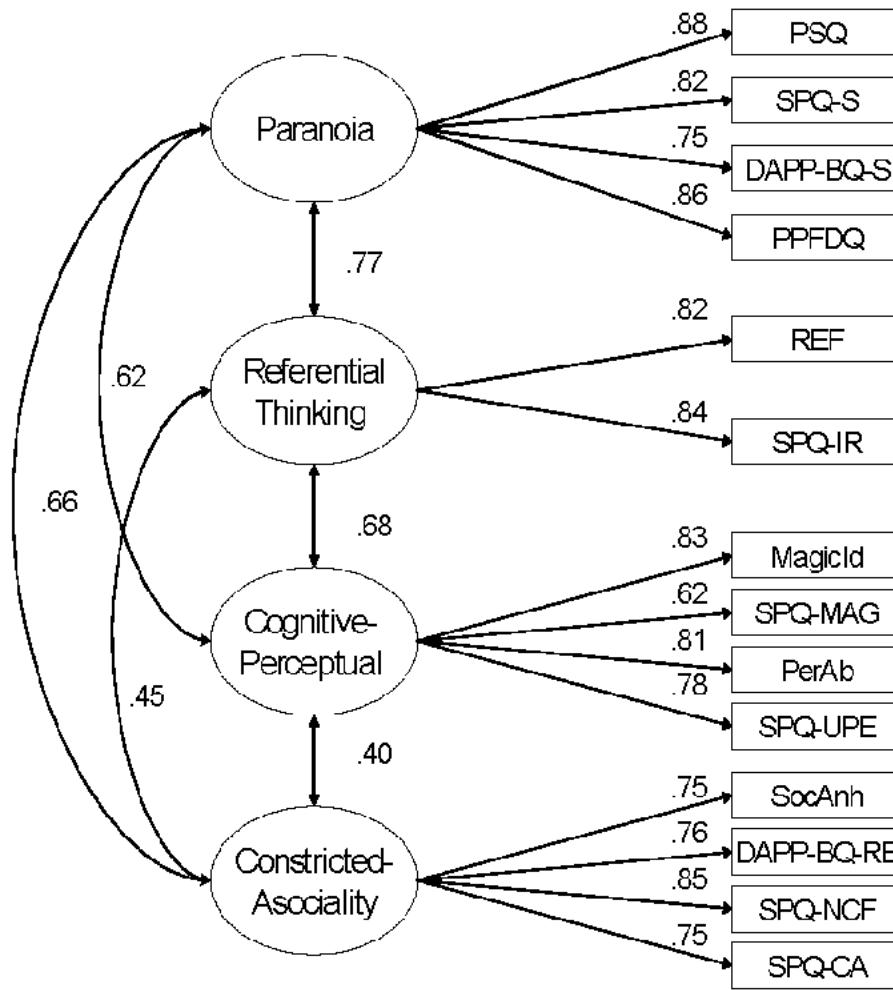 .88
PSQ
.82
SPQ-S
Paranoia
.75
DAPP-BQ-S
.86
PPFDQ
.77
.82
REF
.62
Referential
Thinking
.84
SPQ-IR
.66
.68
.83
MagicId
.62
SPQ-MAG
Cognitive-
Perceptual
.81
PerAb
.78
SPQ-UPE
.45
.40
.75
SocAnh
.76
DAPP-BQ-RE
Constricted-
Asociality
.85
SPQ-NCF
.75
SPQ-CA